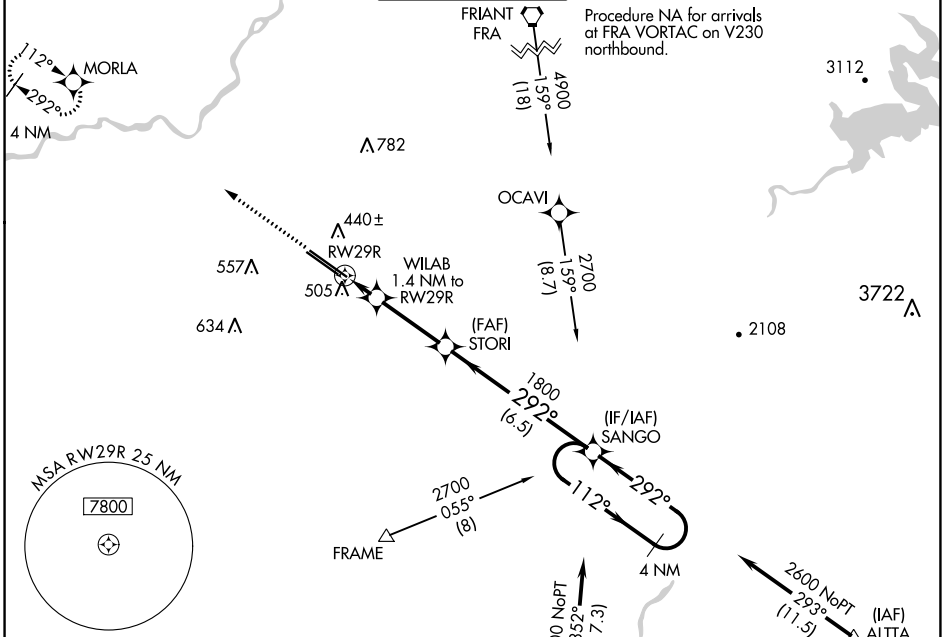 FRIANT
FRA
Procedure NA for arrivals
at FRA VORTAC on V230
northbound.
112°
MORLA
292°
4 NM
4900
159°
(18)
3112
782
OCAVI
440±
RW29R
WILAB
1.4 NM to
RW29R
557
505
2700
159°
(8.7)
3722
634
(FAF)
STORI
2108
1800
292°
(6.5)
(IF/IAF)
SANGO
MSA RW29R 25 NM
7800
2700
055°
(8)
FRAME
112°
292°
4 NM
00 NoPT
352°
7.3)
2600 NoPT
293°
(11.5)
(IAF)